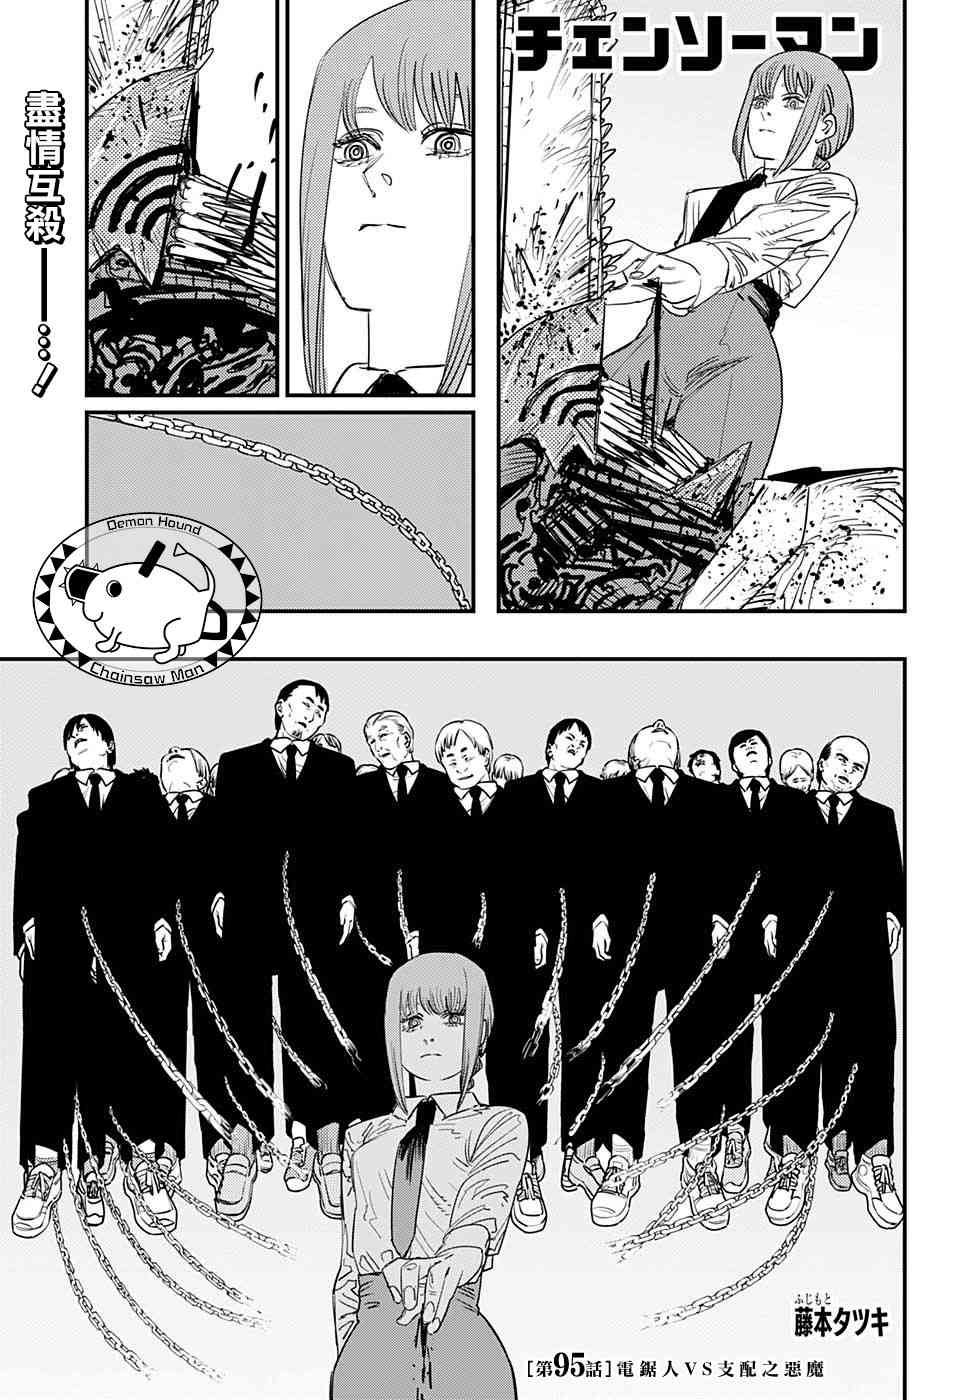 チェンソーマン
盡情互殺——…！
Demon Hound
Chainsaw Man
ふじもと
藤本タツキ
[第95話]電鋸人VS支配之惡魔